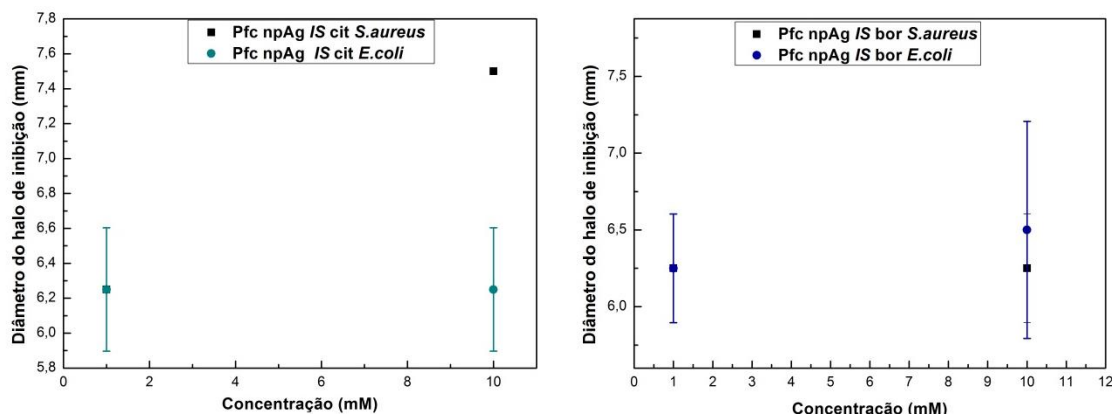 7,8
7,6
7,4
7,2
7,0
6,8
6,6
6,4
6,2
6,0
5,8
0 2 4 6 8 10
Diâmetro do halo de inibição (mm)
Concentração (mM)
Pfc npAg IS cit S.aureus
Pfc npAg IS cit E.coli
7,5
7,0
6,5
6,0
0 1 2 3 4 5 6 7 8 9 10 11 12
Diâmetro do halo de inibição (mm)
Concentração (mM)
Pfc npAg IS bor S.aureus
Pfc npAg IS bor E.coli